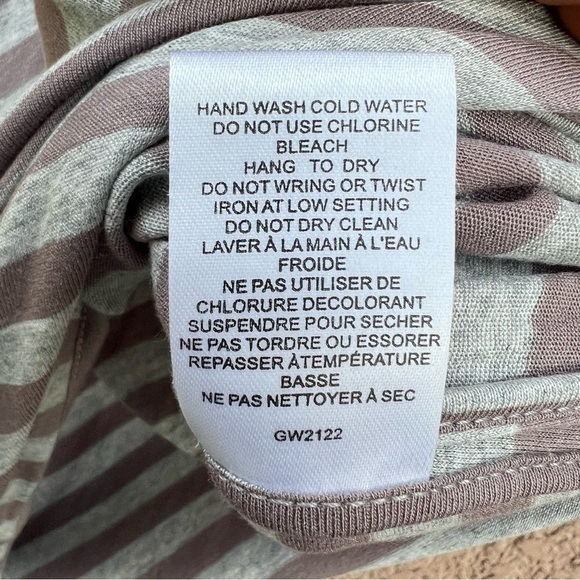 HAND WASH COLD WATER
DO NOT USE CHLORINE
BLEACH
HANG TO DRY
DO NOT WRING OR TWIST
IRON AT LOW SETTING
DO NOT DRY CLEAN
LAVER À LA MAIN À L'EAU
FROIDE
NE PAS UTILISER DE
CHLORURE DECOLORANT
SUSPENDRE POUR SECHER
NE PAS TORDRE OU ESSORER
REPASSER ÀTEMPÉRATURE
BASSE
NE PAS NETTOYER À SEC
GW2122